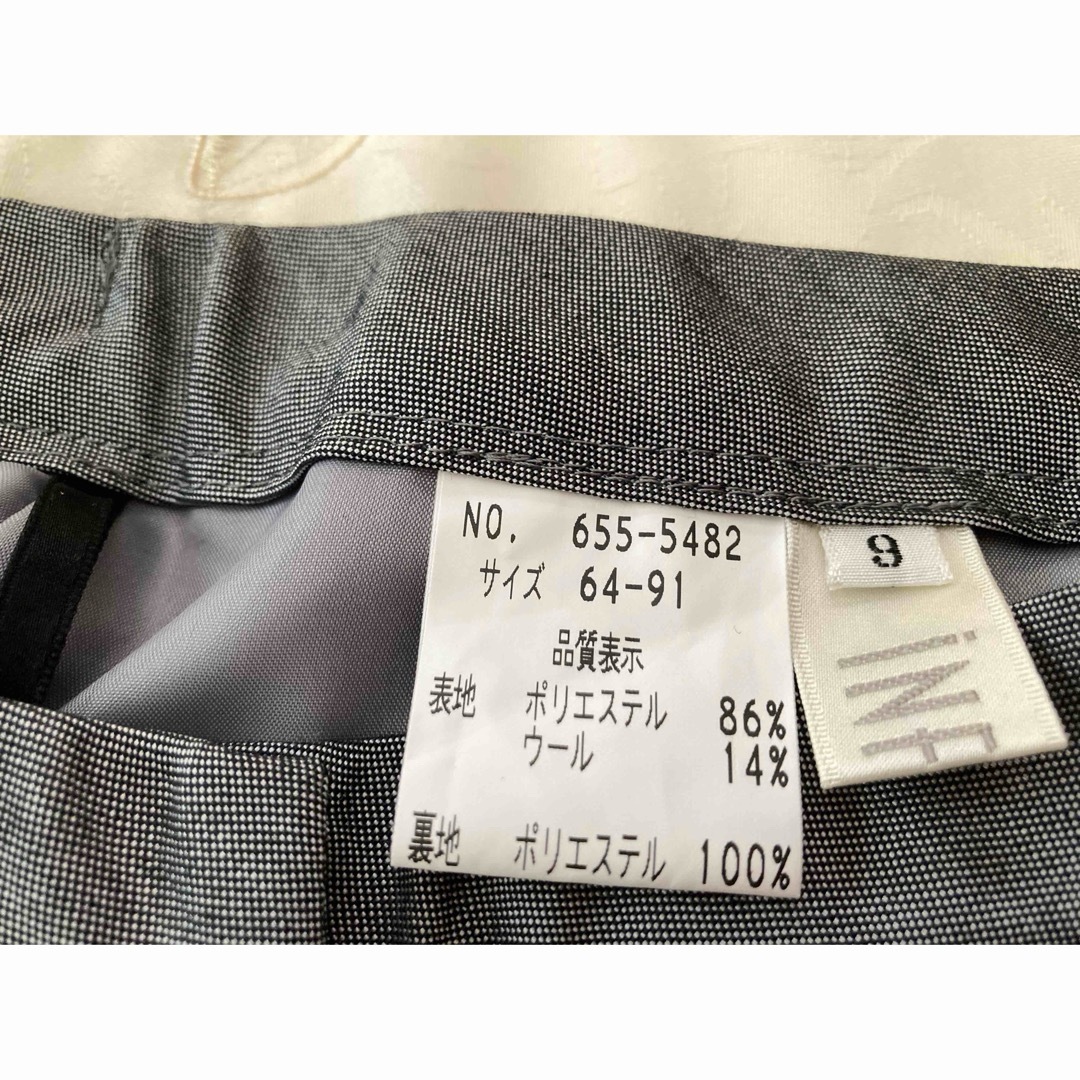 NO. 655-5482
サイズ 64-91
品質表示
表地 ポリエステル 86%
ウール 14%
裏地 ポリエステル 100%
9